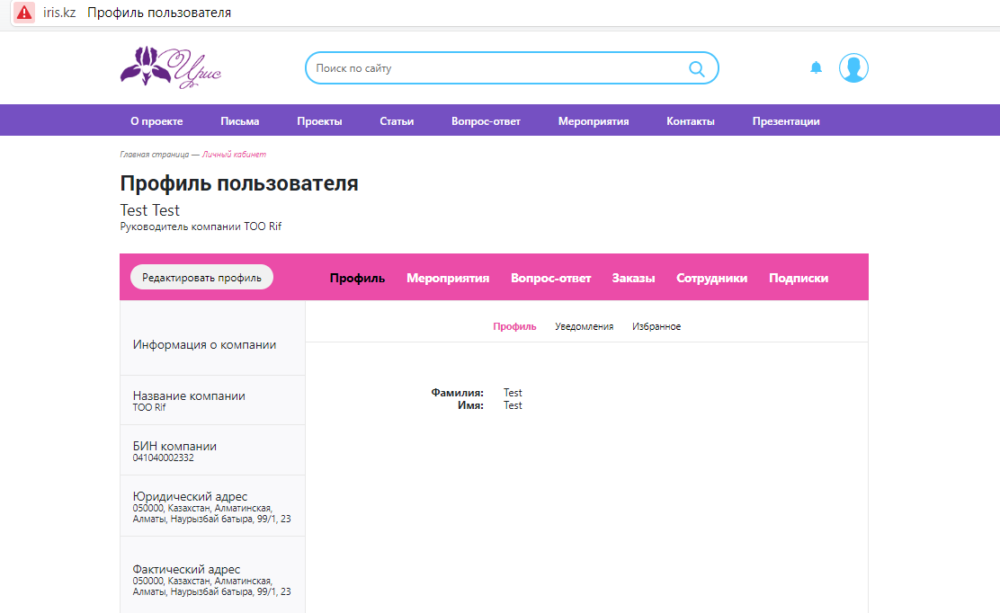 iris.kz Профиль пользователя
Ирис
Поиск по сайту
О проекте Письма Проекты Статьи Вопрос-ответ Мероприятия Контакты Презентации
Главная страница — Личный кабинет
Профиль пользователя
Test Test
Руководитель компании ТОО Rif
Редактировать профиль Профиль Мероприятия Вопрос-ответ Заказы Сотрудники Подписки
Профиль Уведомления Избранное
Информация о компании
Фамилия: Test
Имя: Test
Название компании
ТОО Rif
БИН компании
041040002332
Юридический адрес
050000, Казахстан, Алматинская,
Алматы, Наурызбай батыра, 99/1, 23
Фактический адрес
050000, Казахстан, Алматинская,
Алматы, Наурызбай батыра, 99/1, 23